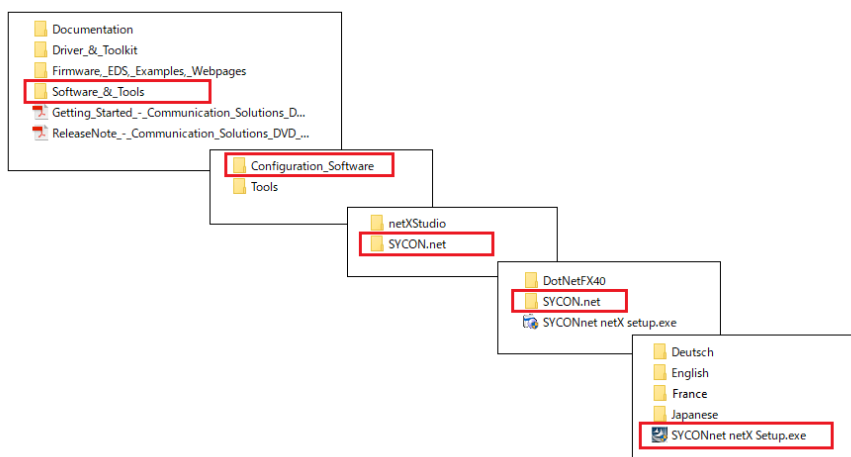 Documentation
Driver_&_Toolkit
Firmware,_EDS,_Examples,_Webpages
Software_&_Tools
Getting_Started_-_Communication_Solutions_D...
ReleaseNote_-_Communication_Solutions_DVD_...
Configuration_Software
Tools
netXStudio
SYCON.net
DotNetFX40
SYCON.net
SYCONnet netX setup.exe
Deutsch
English
France
Japanese
SYCONnet netX Setup.exe